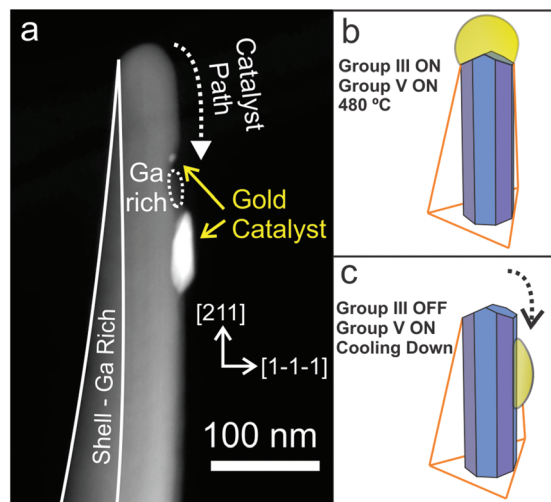 a
Catalyst
Path
Ga
rich
Gold
Catalyst
[211]
[1-1-1]
Shell - Ga Rich
100 nm
b
Group III ON
Group V ON
480 ºC
c
Group III OFF
Group V ON
Cooling Down